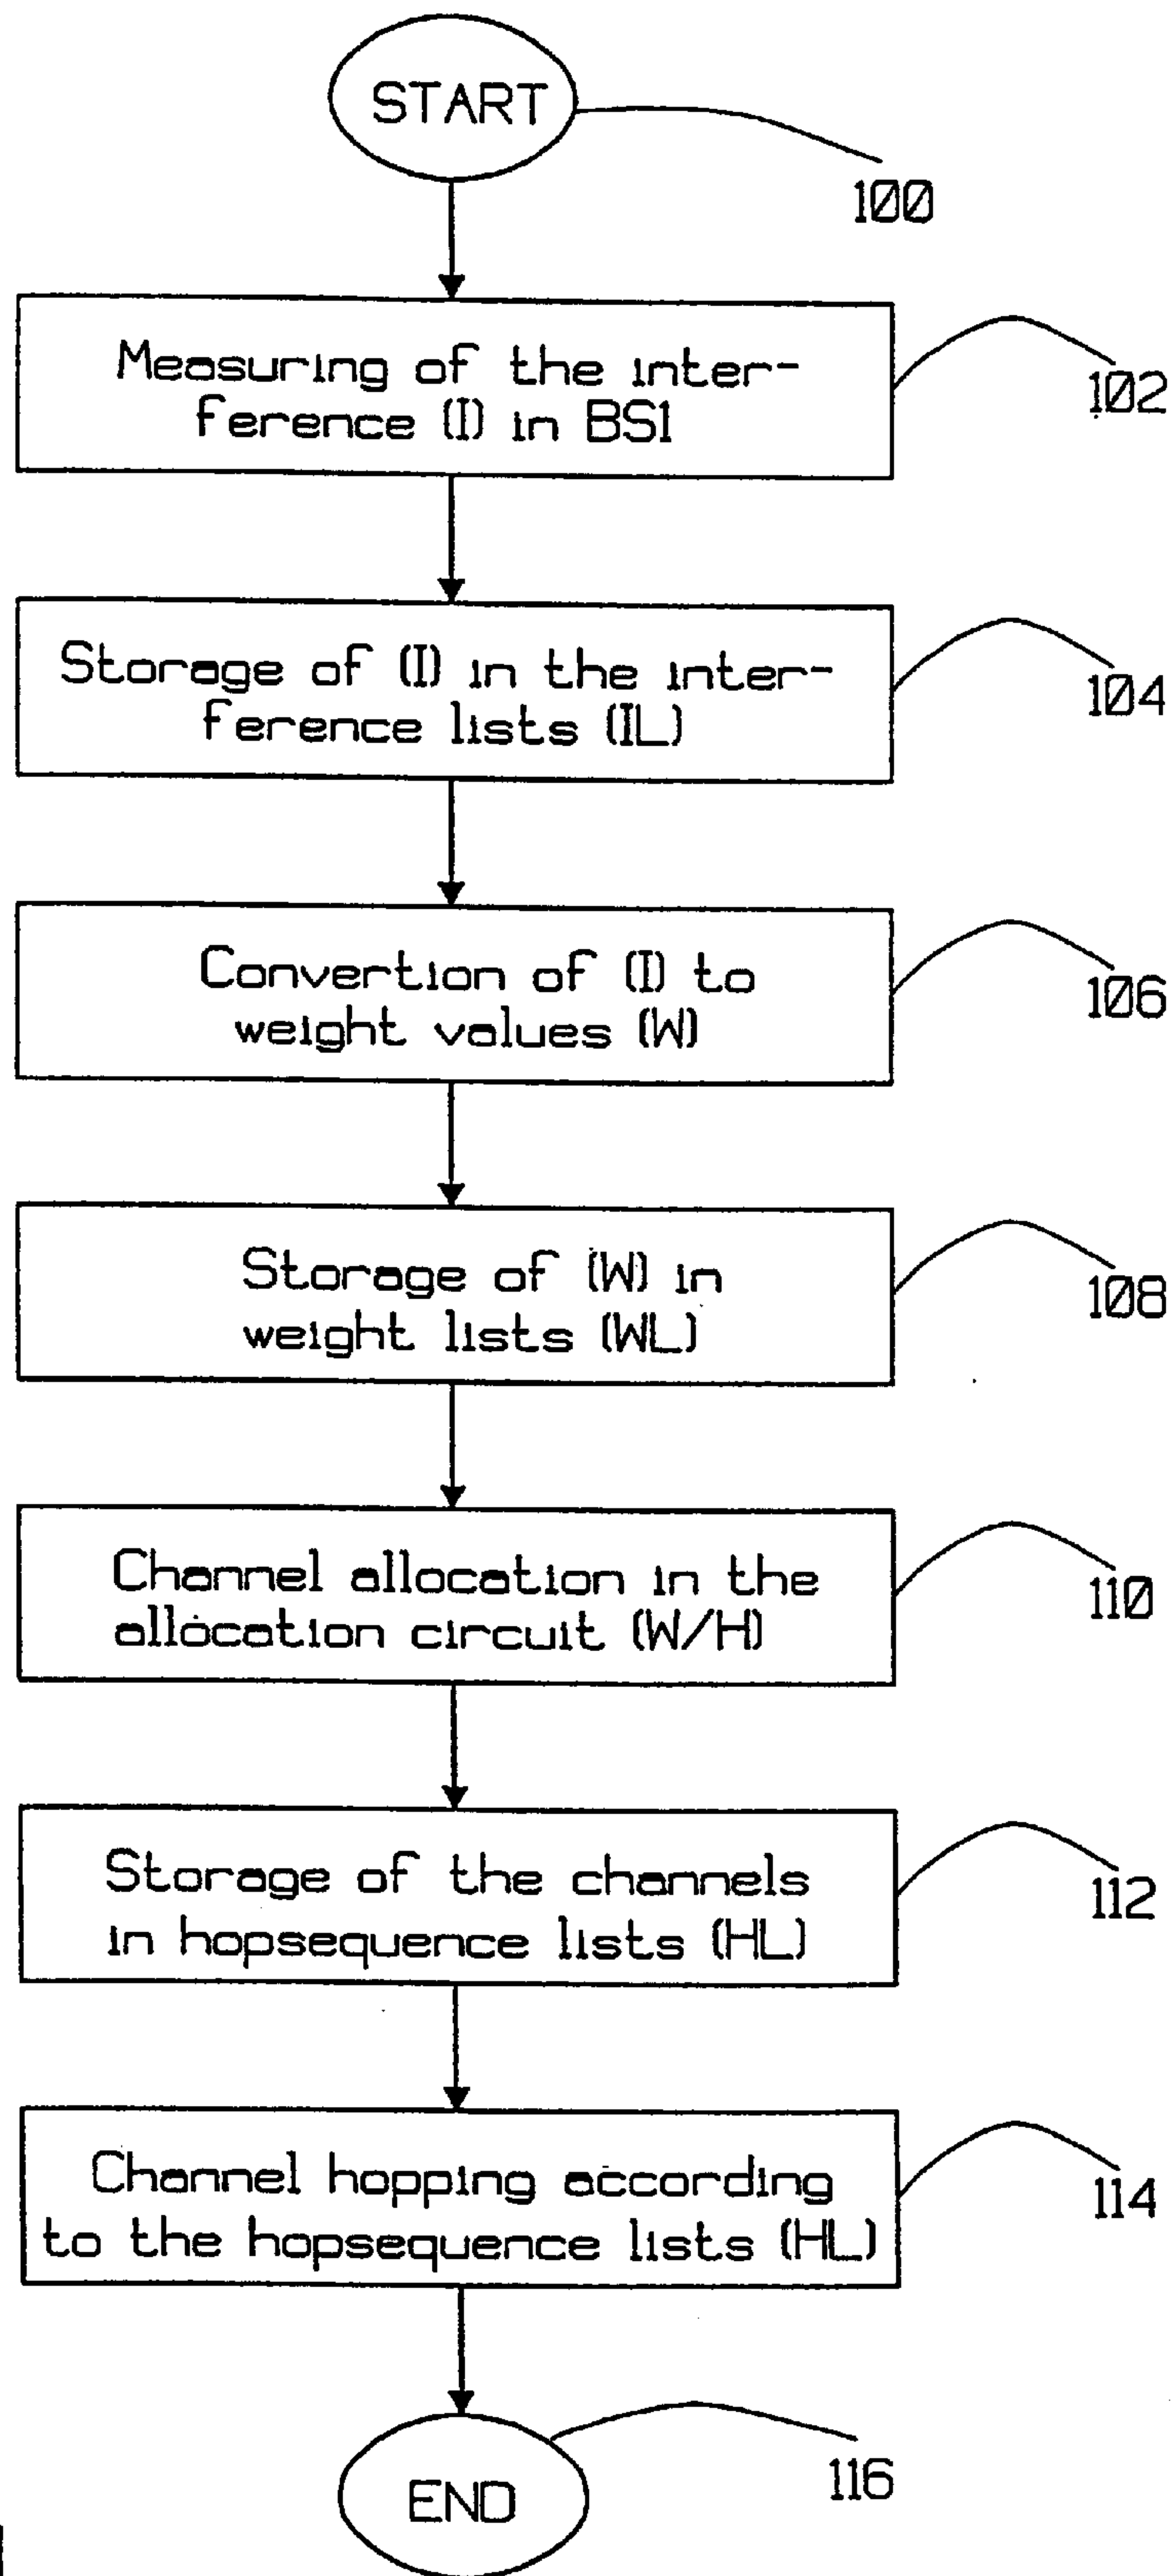 START
100
Measuring of the inter-
ference (I) in BS1
102
Storage of (I) in the inter-
ference lists (IL)
104
Convertion of (I) to
weight values (W)
106
Storage of (W) in
weight lists (WL)
108
Channel allocation in the
allocation circuit (W/H)
110
Storage of the channels
in hopsequence lists (HL)
112
Channel hopping according
to the hopsequence lists (HL)
114
END
116